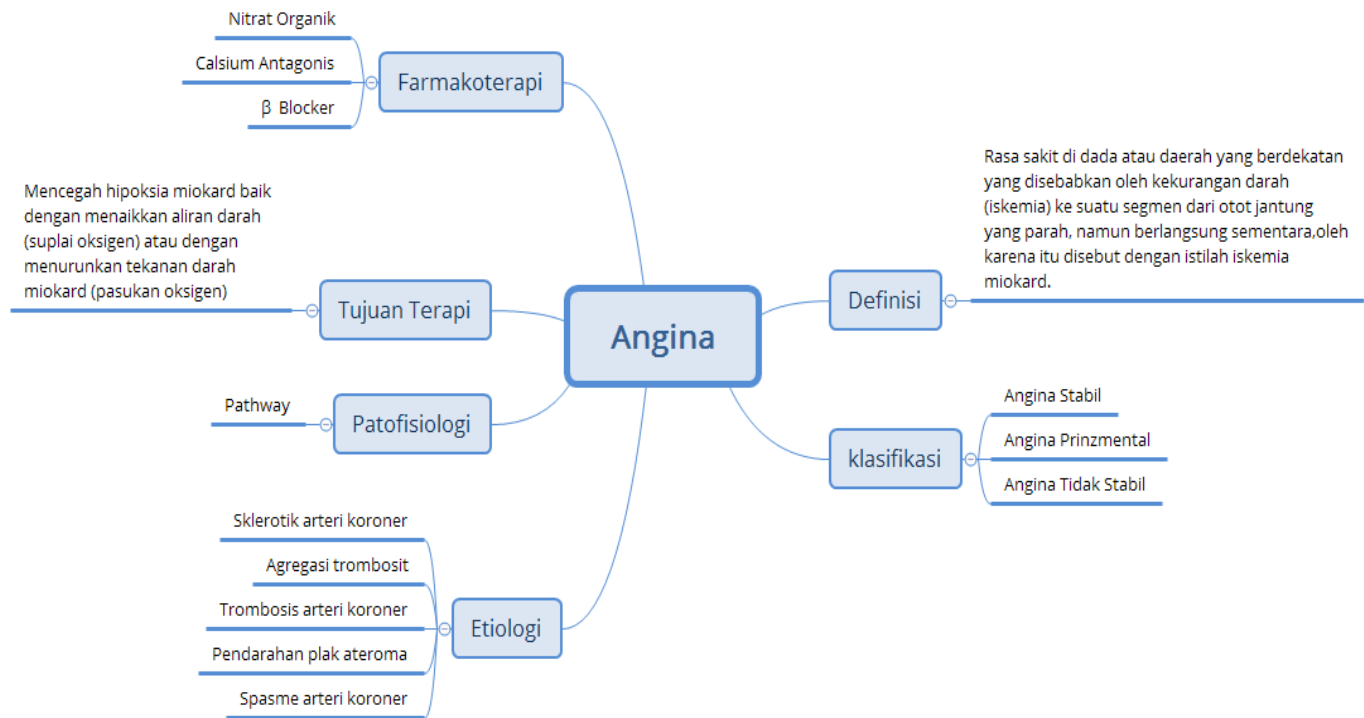 Angina
Farmakoterapi
Nitrat Organik
Calsium Antagonis
β Blocker
Tujuan Terapi
Mencegah hipoksia miokard baik
dengan menaikkan aliran darah
(suplai oksigen) atau dengan
menurunkan tekanan darah
miokard (pasukan oksigen)
Patofisiologi
Pathway
Etiologi
Sklerotik arteri koroner
Agregasi trombosit
Trombosis arteri koroner
Pendarahan plak ateroma
Spasme arteri koroner
Definisi
Rasa sakit di dada atau daerah yang berdekatan
yang disebabkan oleh kekurangan darah
(iskemia) ke suatu segmen dari otot jantung
yang parah, namun berlangsung sementara,oleh
karena itu disebut dengan istilah iskemia
miokard.
klasifikasi
Angina Stabil
Angina Prinzmental
Angina Tidak Stabil